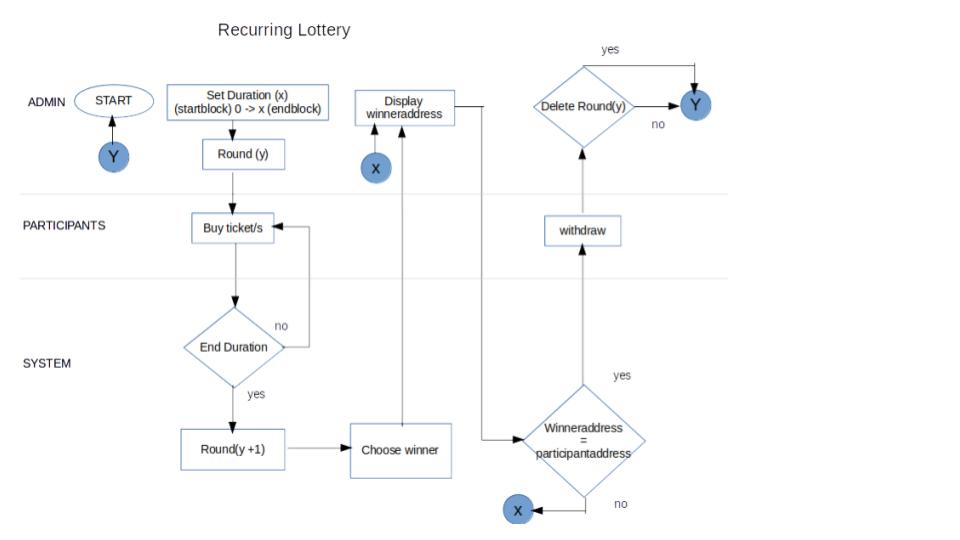 Recurring Lottery
ADMIN
START
Y
Set Duration (x)
(startblock) 0 -> x (endblock)
Round (y)
Display
winneraddress
x
yes
Delete Round(y)
no
Y
PARTICIPANTS
Buy ticket/s
withdraw
SYSTEM
End Duration
no
yes
Round(y +1)
Choose winner
yes
Winneraddress
=
participantaddress
no
x